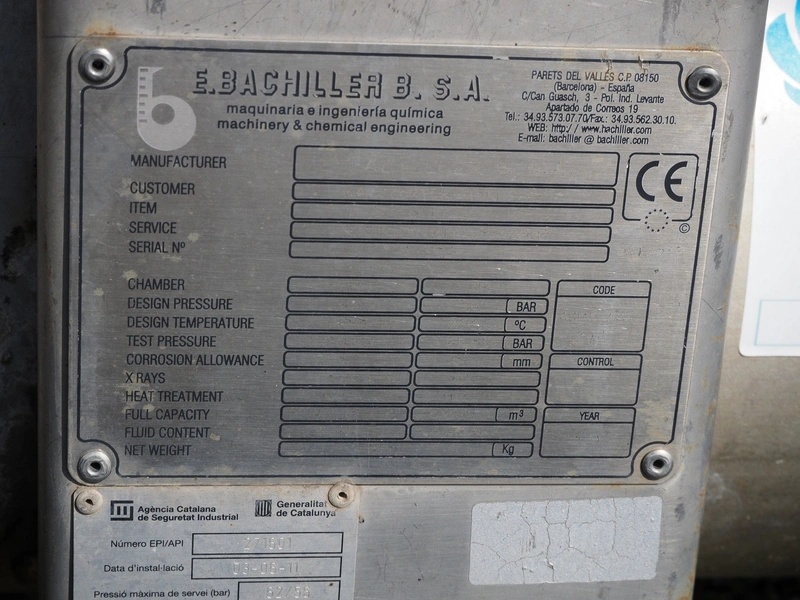 E.BACHILLER B. S.A.
maquinaria e ingeniería química
machinery & chemical engineering
PARETS DEL VALLÉS C.P. 08150
(Barcelona) - España
C/Can Guasch, 3 - Pol. Ind. Levante
Apartado de Correos 19
Tel.: 34.93.573.07.70/Fax.: 34.93.562.30.10.
WEB: http:// www.bachiller.com
E-mail: bachiller @ bachiller.com
MANUFACTURER
CE
CUSTOMER
ITEM
SERVICE
©
SERIAL Nº
CHAMBER
CODE
DESIGN PRESSURE BAR
DESIGN TEMPERATURE ºC
TEST PRESSURE BAR
CORROSION ALLOWANCE mm
CONTROL
X RAYS
HEAT TREATMENT
FULL CAPACITY m³
YEAR
FLUID CONTENT
NET WEIGHT Kg
Agència Catalana
de Seguretat Industrial
Generalitat
de Catalunya
Número EPI/API
Data d'instal·lació
Pressió màxima de servei (bar)